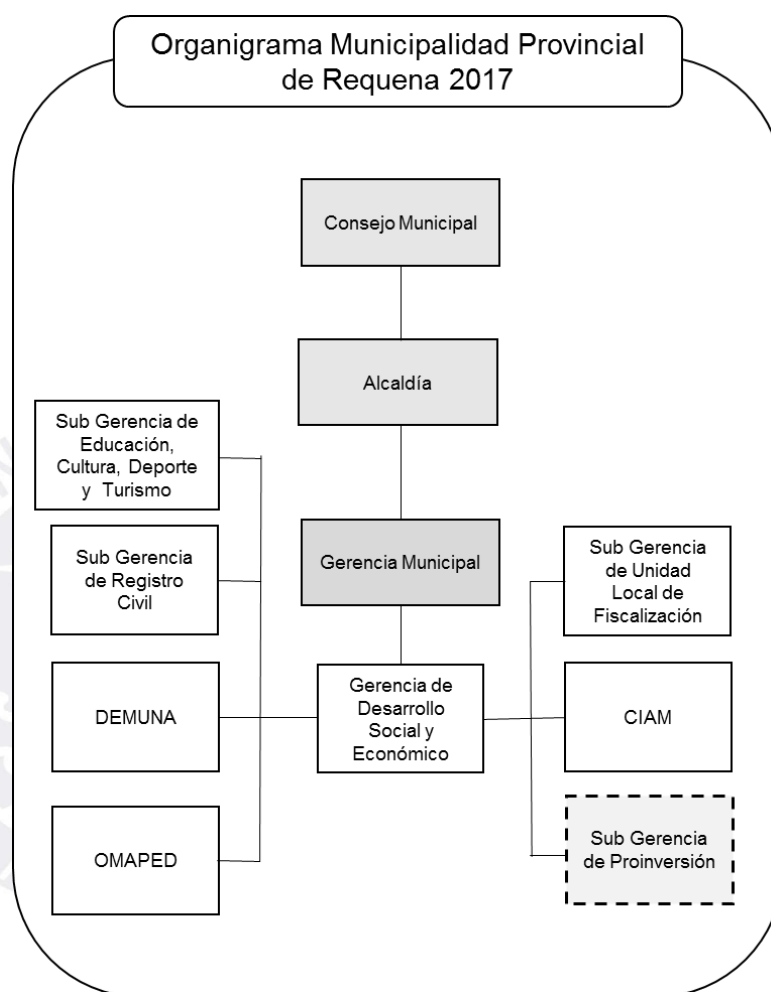 Organigrama Municipalidad Provincial
de Requena 2017
Consejo Municipal
Alcaldía
Sub Gerencia de
Educación,
Cultura, Deporte
y Turismo
Gerencia Municipal
Sub Gerencia
de Registro
Civil
Sub Gerencia
de Unidad
Local de
Fiscalización
DEMUNA
Gerencia de
Desarrollo
Social y
Económico
CIAM
OMAPED
Sub Gerencia
de Proinversión